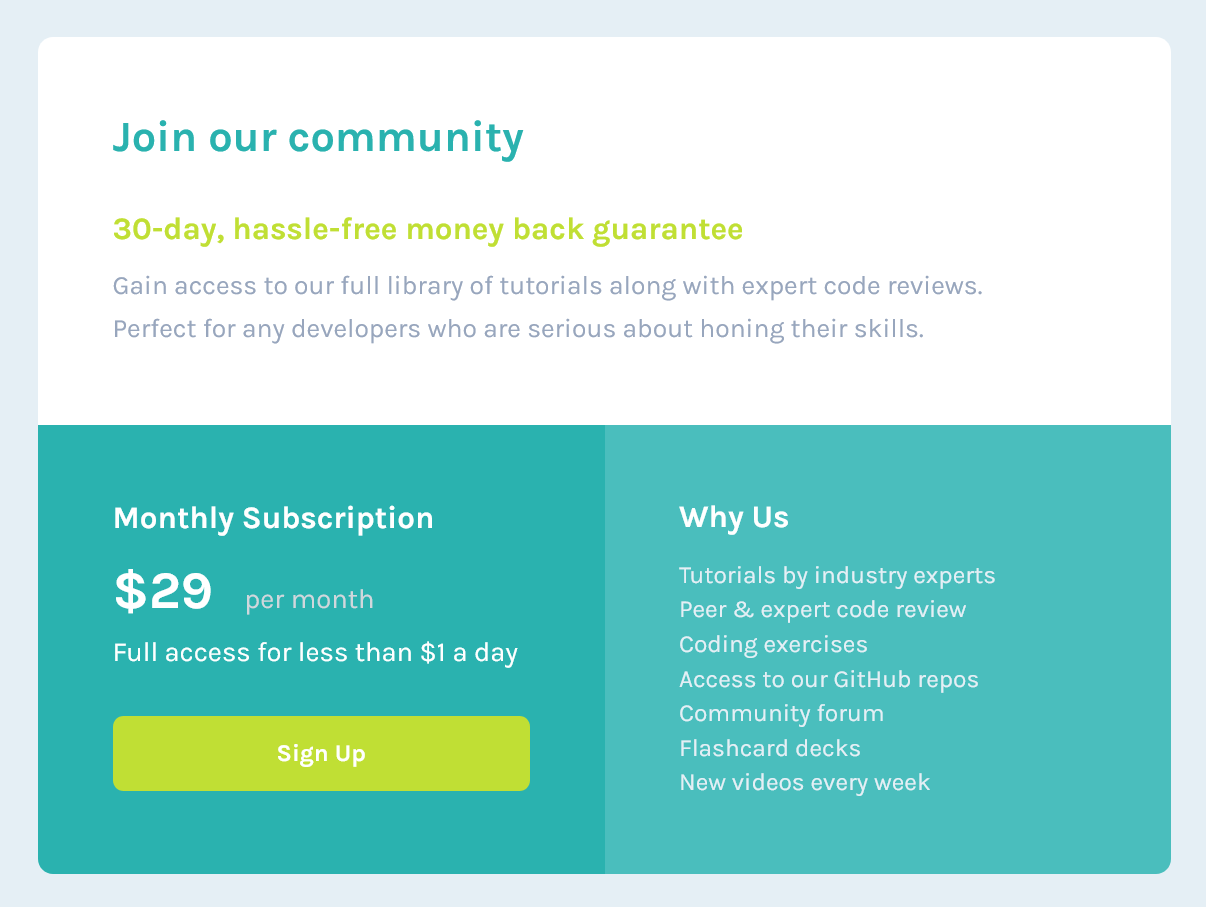 Join our community
30-day, hassle-free money back guarantee
Gain access to our full library of tutorials along with expert code reviews.
Perfect for any developers who are serious about honing their skills.
Monthly Subscription
$29 per month
Full access for less than $1 a day
Sign Up
Why Us
Tutorials by industry experts
Peer & expert code review
Coding exercises
Access to our GitHub repos
Community forum
Flashcard decks
New videos every week